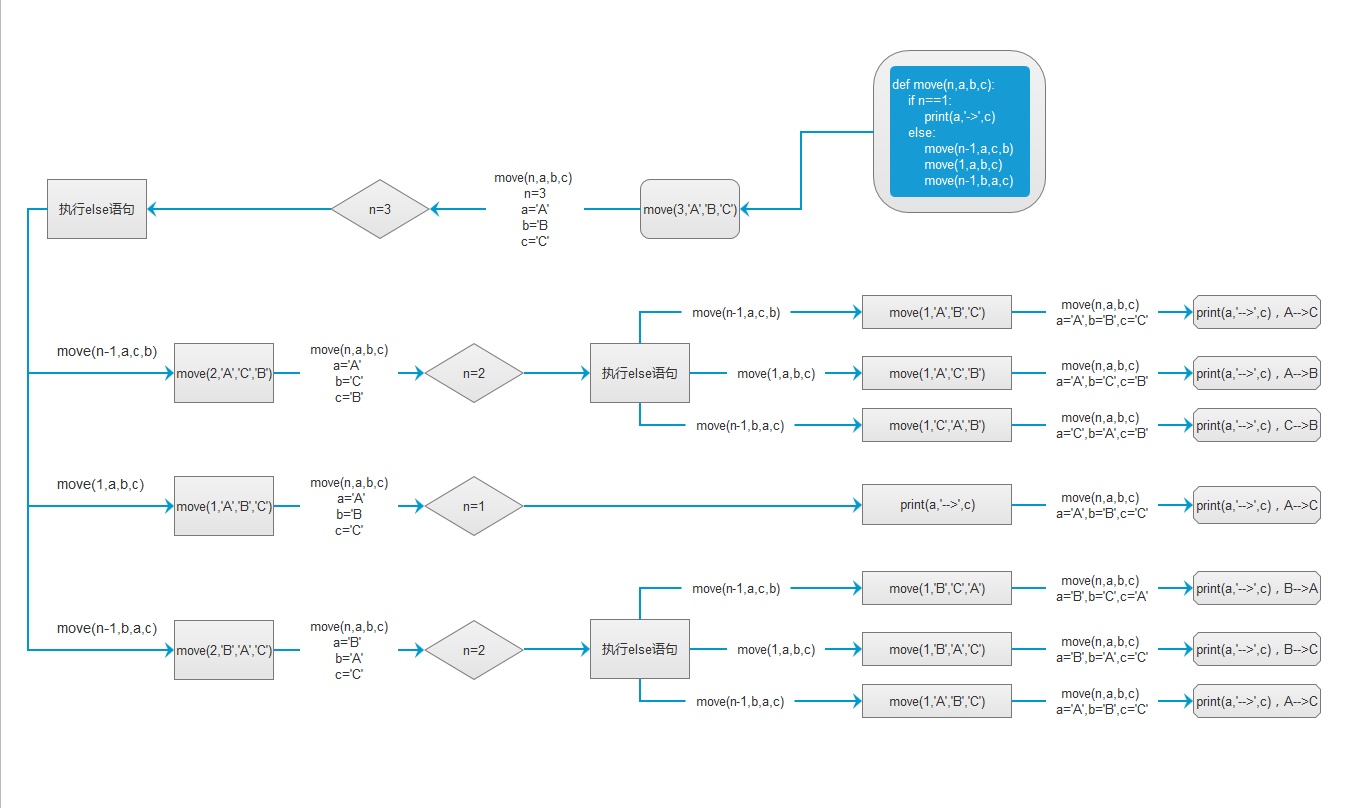 def move(n,a,b,c):
if n==1:
print(a,'->',c)
else:
move(n-1,a,c,b)
move(1,a,b,c)
move(n-1,b,a,c)
执行else语句
n=3
move(n,a,b,c)
n=3
a='A'
b='B
c='C'
move(3,'A','B','C')
move(n-1,a,c,b)
move(2,'A','C','B')
move(n,a,b,c)
a='A'
b='C'
c='B'
n=2
执行else语句
move(n-1,a,c,b)
move(1,'A','B','C')
move(n,a,b,c)
a='A',b='B',c='C'
print(a,'-->',c) , A-->C
move(1,a,b,c)
move(1,'A','C','B')
move(n,a,b,c)
a='A',b='C',c='B'
print(a,'-->',c) , A-->B
move(n-1,b,a,c)
move(1,'C','A','B')
move(n,a,b,c)
a='C',b='A',c='B'
print(a,'-->',c) , C-->B
move(1,a,b,c)
move(1,'A','B','C')
move(n,a,b,c)
a='A'
b='B
c='C'
n=1
print(a,'-->',c)
move(n,a,b,c)
a='A',b='B',c='C'
print(a,'-->',c) , A-->C
move(n-1,b,a,c)
move(2,'B','A','C')
move(n,a,b,c)
a='B'
b='A'
c='C'
n=2
执行else语句
move(n-1,a,c,b)
move(1,'B','C','A')
move(n,a,b,c)
a='B',b='C',c='A'
print(a,'-->',c) , B-->A
move(1,a,b,c)
move(1,'B','A','C')
move(n,a,b,c)
a='B',b='A',c='C'
print(a,'-->',c) , B-->C
move(n-1,b,a,c)
move(1,'A','B','C')
move(n,a,b,c)
a='A',b='B',c='C'
print(a,'-->',c) , A-->C